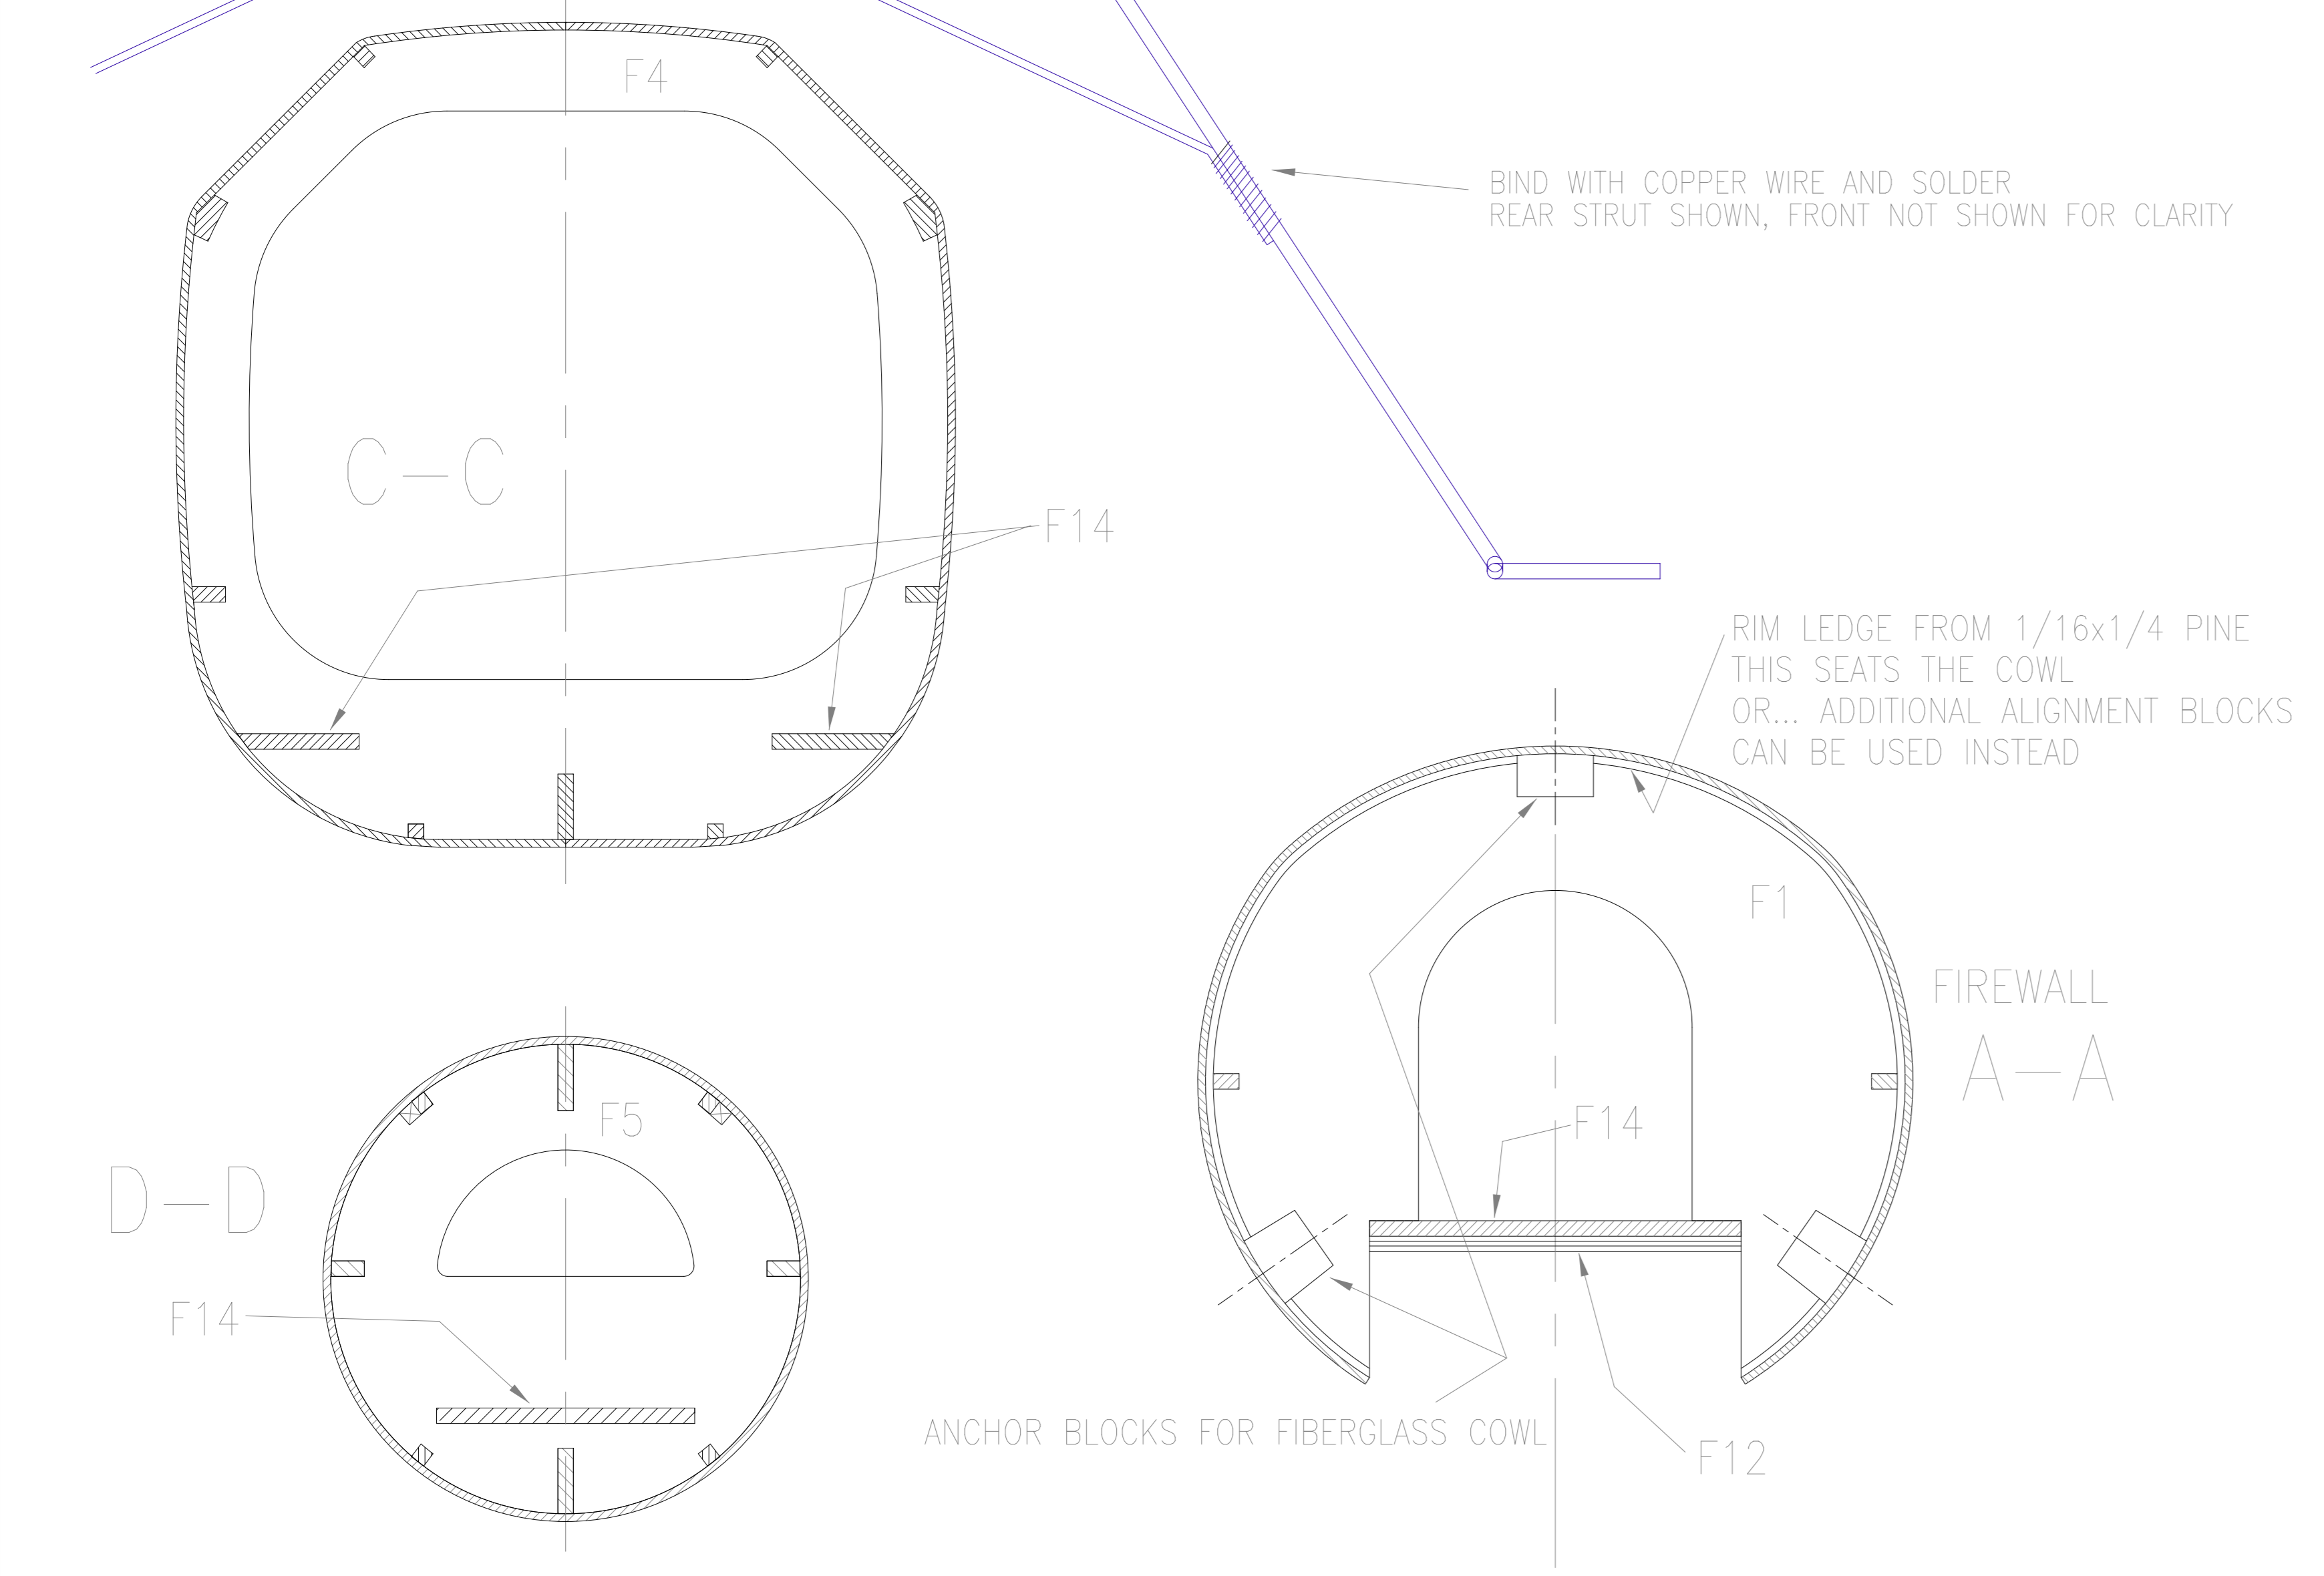 F4
BIND WITH COPPER WIRE AND SOLDER
REAR STRUT SHOWN, FRONT NOT SHOWN FOR CLARITY
C-C
F14
RIM LEDGE FROM 1/16x1/4 PINE
THIS SEATS THE COWL
OR... ADDITIONAL ALIGNMENT BLOCKS
CAN BE USED INSTEAD
F1
FIREWALL
A-A
F14
F5
D-D
F14
ANCHOR BLOCKS FOR FIBERGLASS COWL
F12